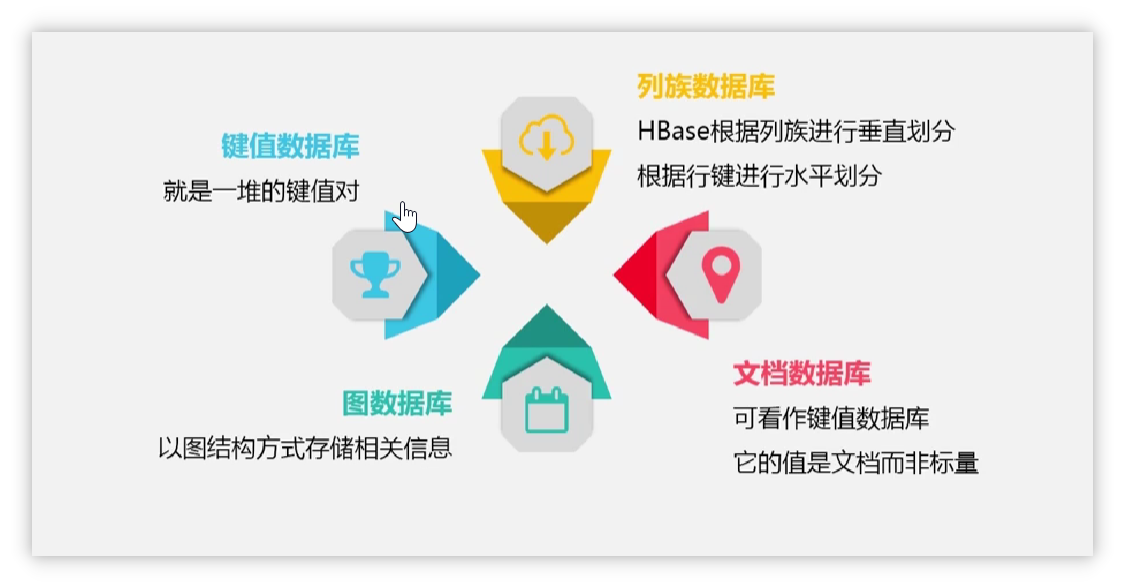 键值数据库
就是一堆的键值对
列族数据库
HBase根据列族进行垂直划分
根据行键进行水平划分
图数据库
以图结构方式存储相关信息
文档数据库
可看作键值数据库
它的值是文档而非标量